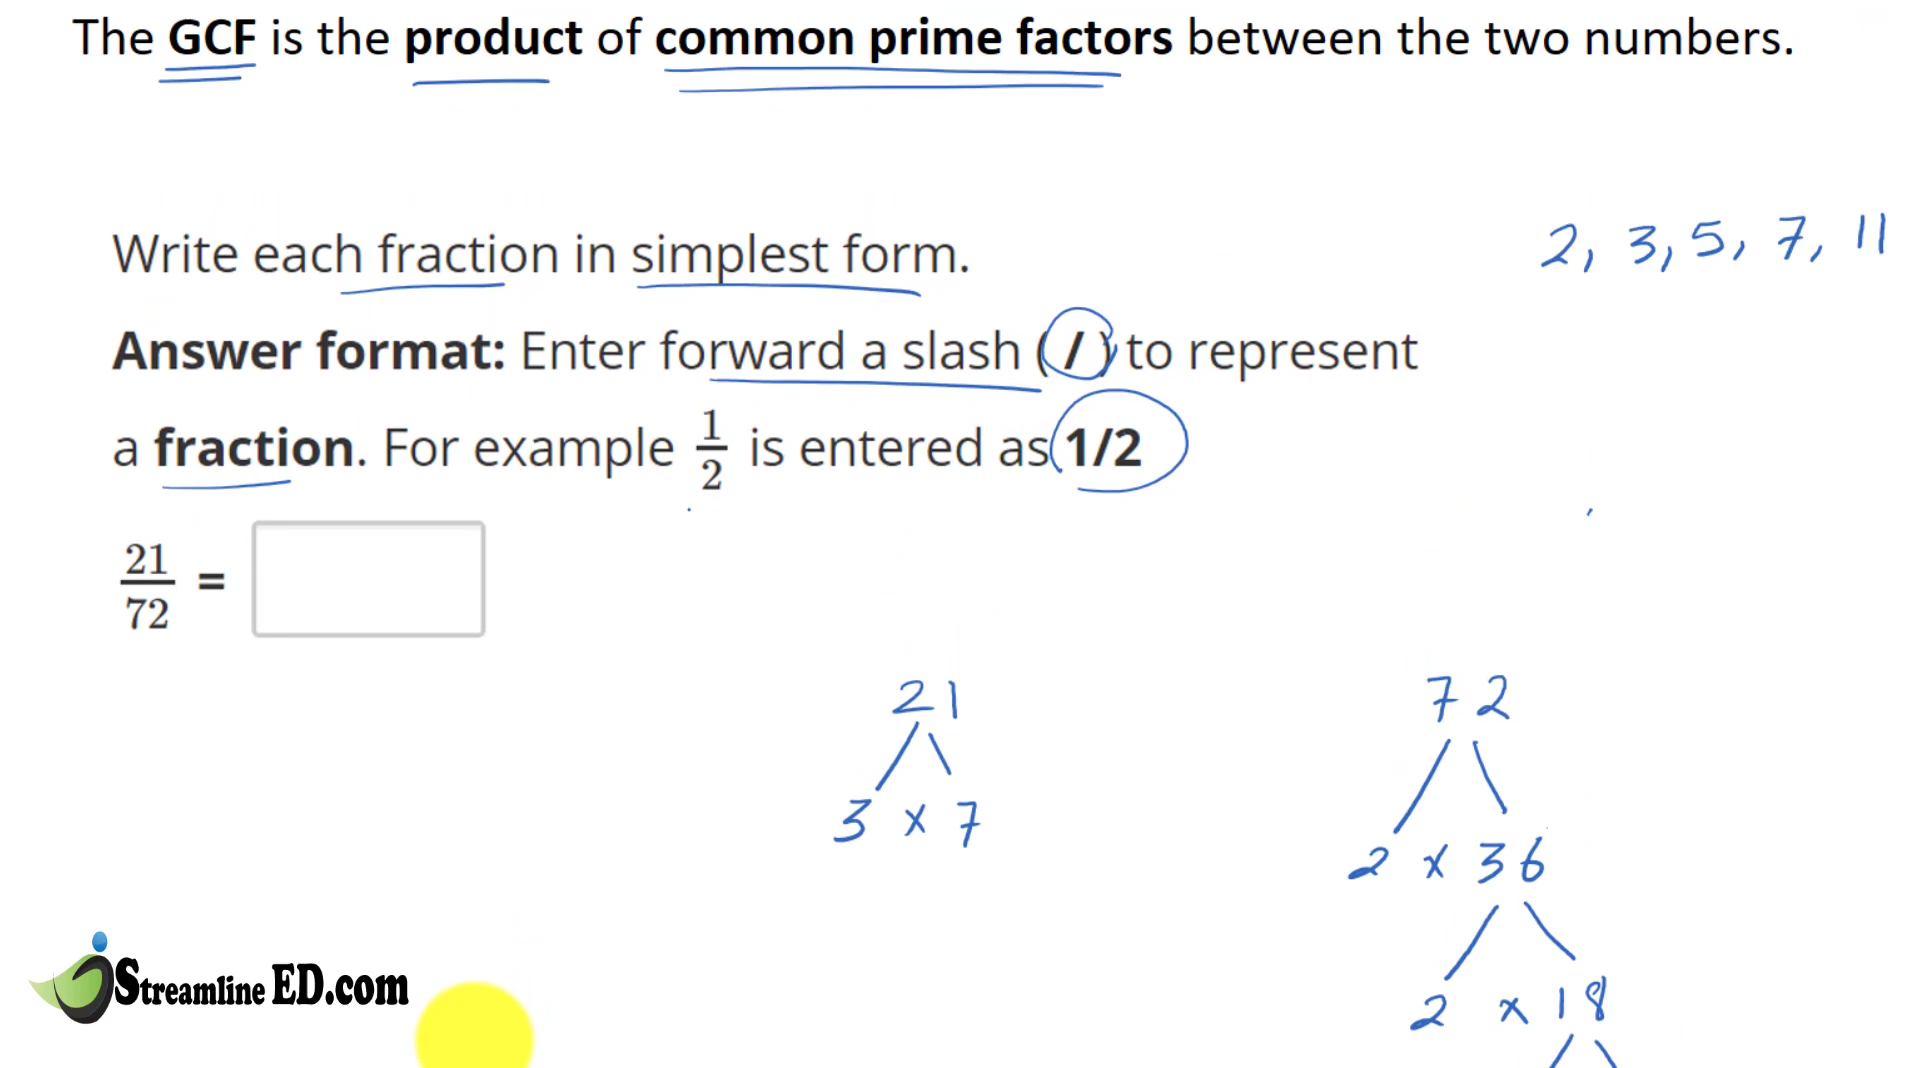 The GCF is the product of common prime factors between the two numbers.
Write each fraction in simplest form.
2, 3, 5, 7, 11
Answer format: Enter forward a slash ( / ) to represent
a fraction. For example 1/2 is entered as 1/2
21/72 =
21
72
3 x 7
2 x 36
2 x 18
StreamlineED.com